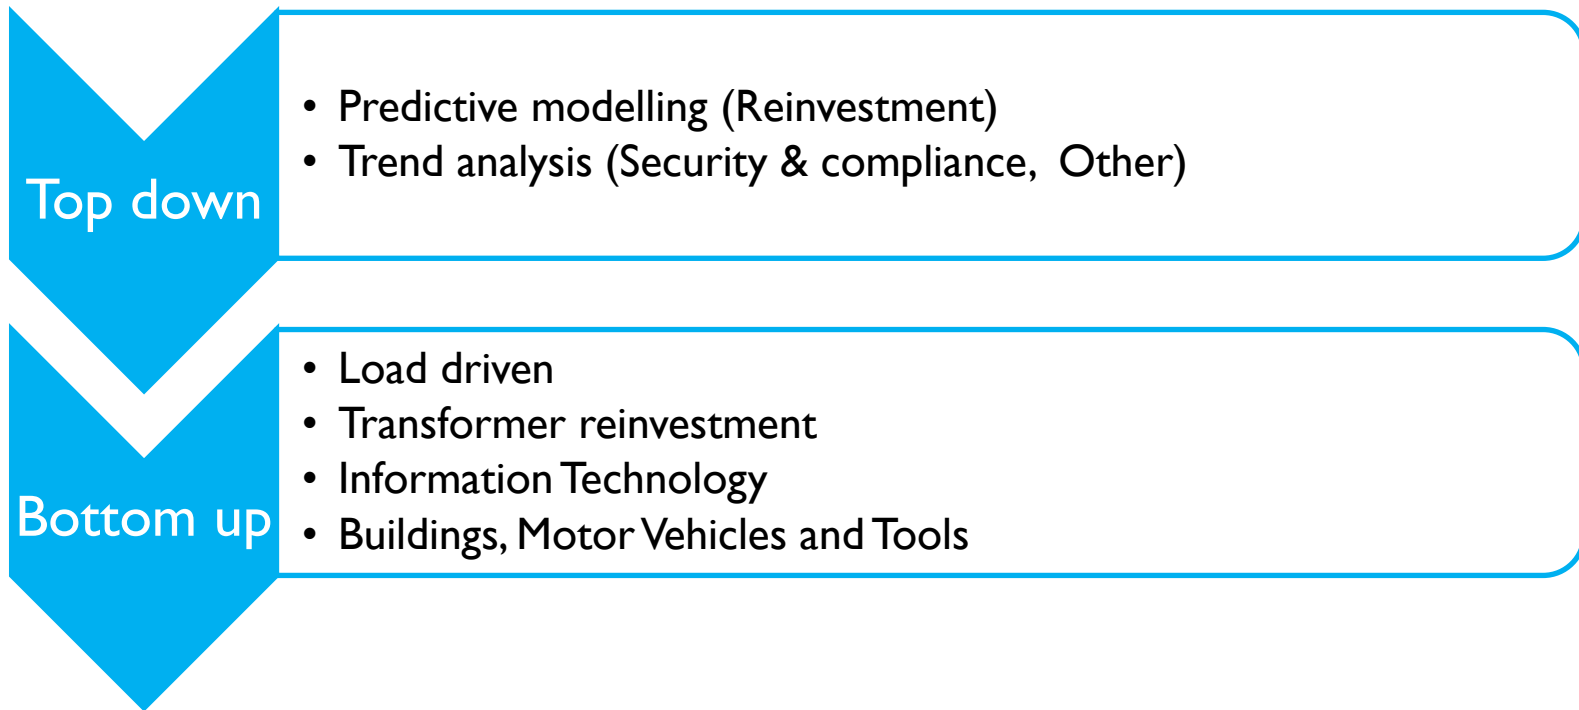 Top down
• Predictive modelling (Reinvestment)
• Trend analysis (Security & compliance, Other)
Bottom up
• Load driven
• Transformer reinvestment
• Information Technology
• Buildings, Motor Vehicles and Tools